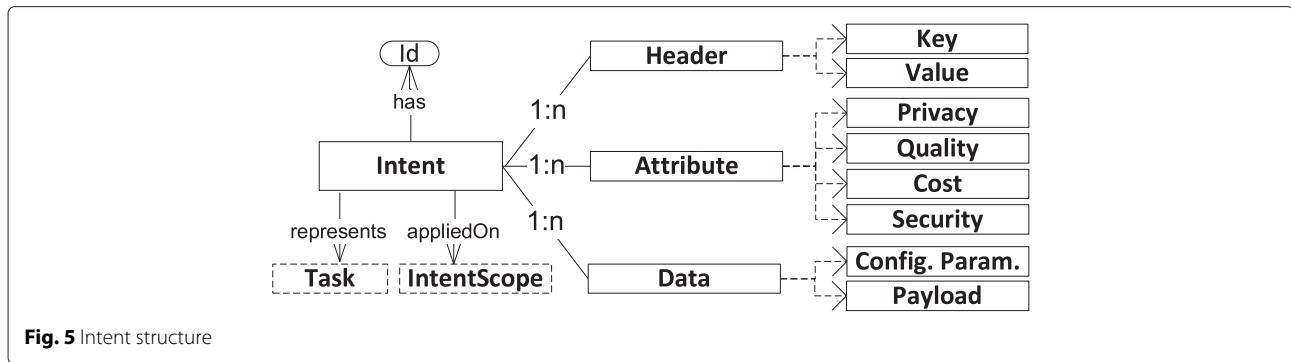 Id
has
Intent
represents
appliedOn
Task
IntentScope
1:n
1:n
1:n
Header
Attribute
Data
Key
Value
Privacy
Quality
Cost
Security
Config. Param.
Payload
Fig. 5 Intent structure